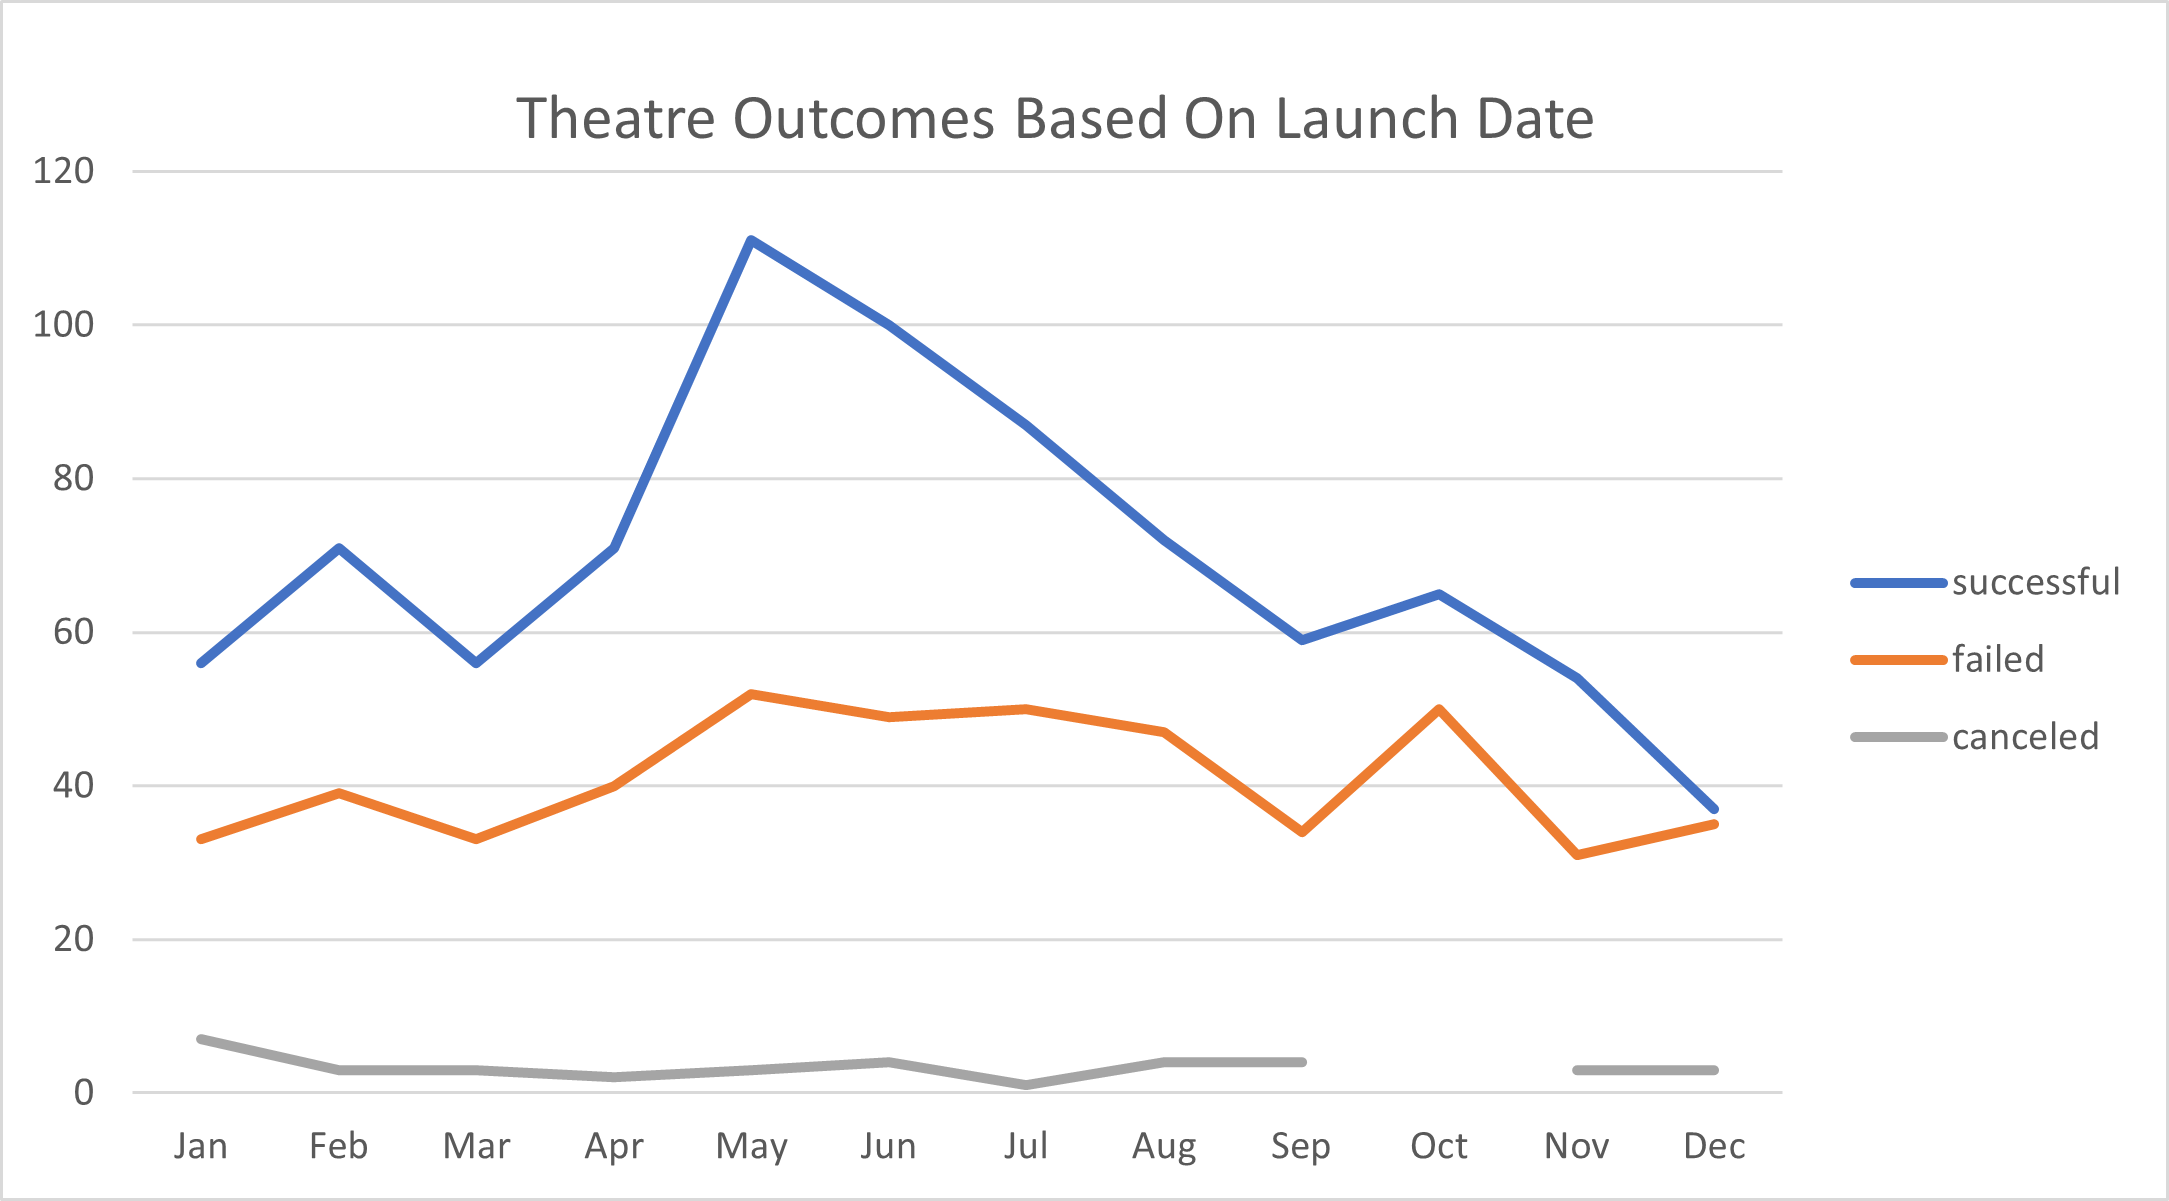 Theatre Outcomes Based On Launch Date
120
100
80
60
40
20
0
Jan Feb Mar Apr May Jun Jul Aug Sep Oct Nov Dec
successful
failed
canceled